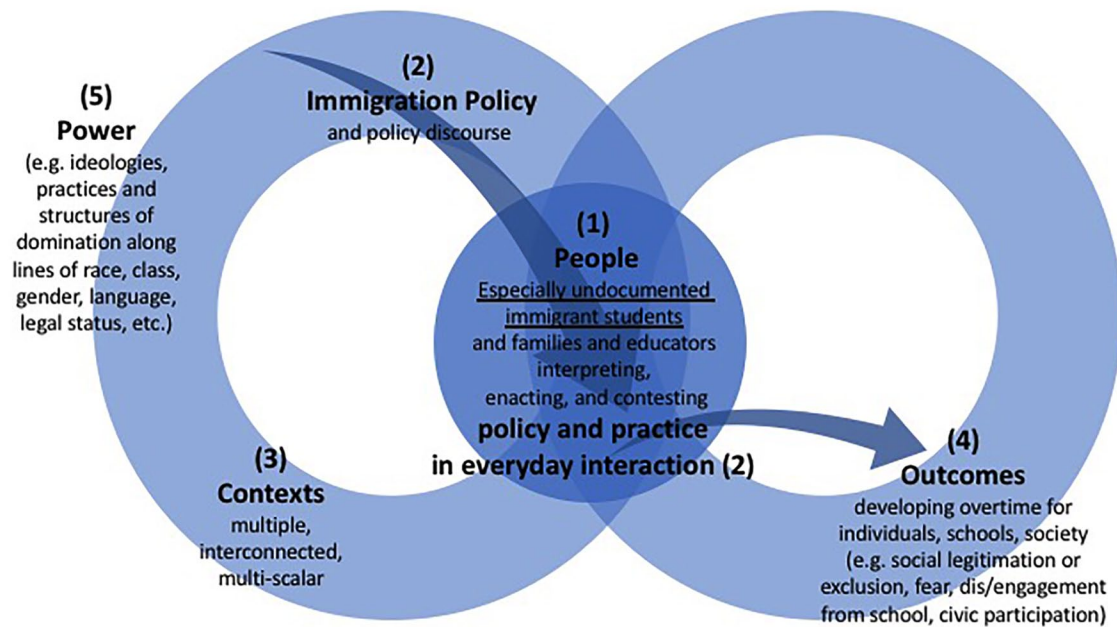 (5)
Power
(e.g. ideologies,
practices and
structures of
domination along
lines of race, class,
gender, language,
legal status, etc.)
(2)
Immigration Policy
and policy discourse
(1)
People
Especially undocumented
immigrant students
and families and educators
interpreting,
enacting, and contesting
policy and practice
in everyday interaction (2)
(3)
Contexts
multiple,
interconnected,
multi-scalar
(4)
Outcomes
developing overtime for
individuals, schools, society
(e.g. social legitimation or
exclusion, fear, dis/engagement
from school, civic participation)